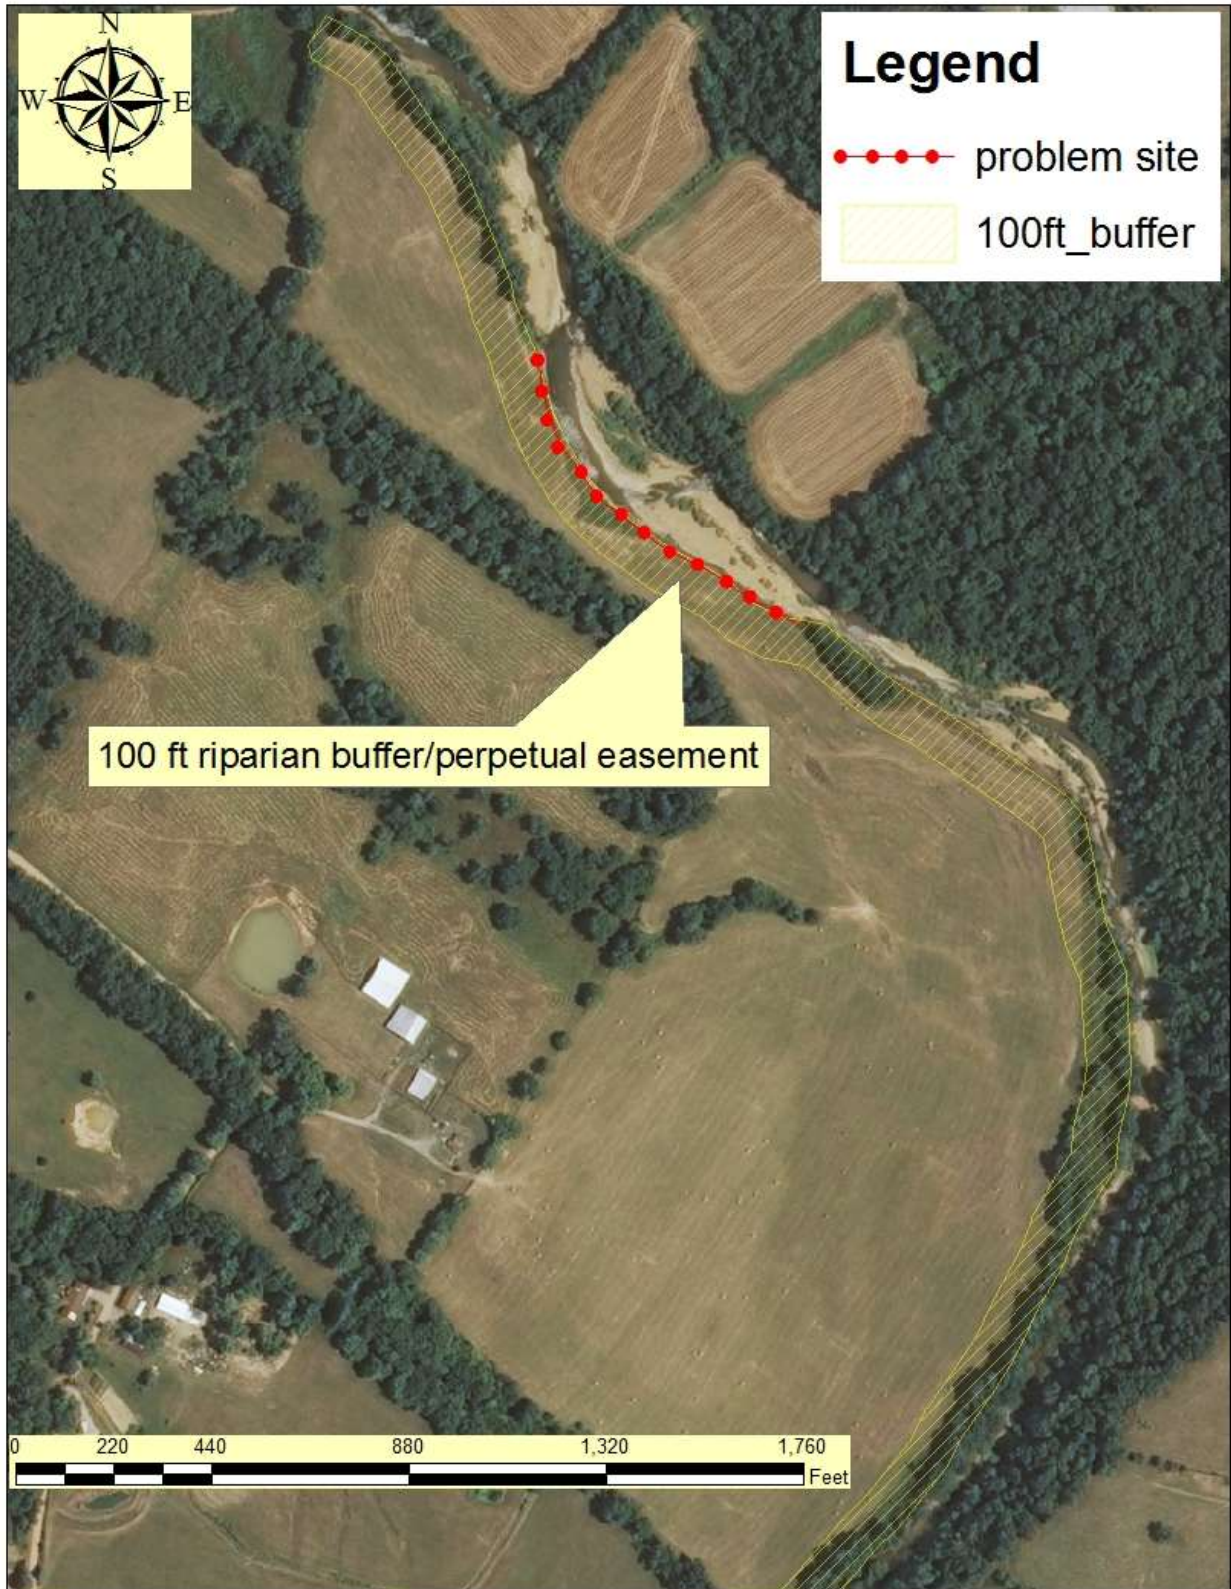 N
W E
S
Legend
problem site
100ft_buffer
100 ft riparian buffer/perpetual easement
0 220 440 880 1,320 1,760
Feet